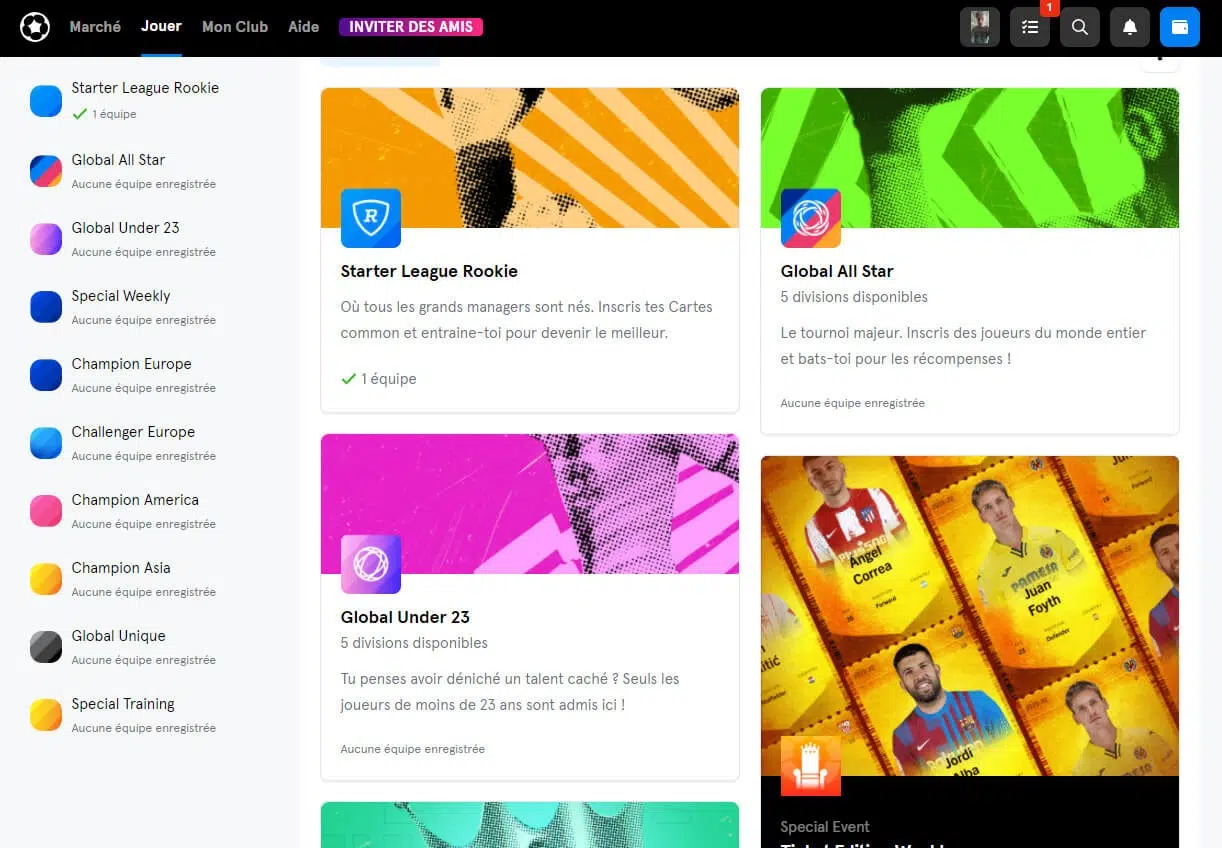 Marché
Jouer
Mon Club
Aide
INVITER DES AMIS
1
Starter League Rookie
1 équipe
Global All Star
Aucune équipe enregistrée
Global Under 23
Aucune équipe enregistrée
Special Weekly
Aucune équipe enregistrée
Champion Europe
Aucune équipe enregistrée
Challenger Europe
Aucune équipe enregistrée
Champion America
Aucune équipe enregistrée
Champion Asia
Aucune équipe enregistrée
Global Unique
Aucune équipe enregistrée
Special Training
Aucune équipe enregistrée
R
Starter League Rookie
Où tous les grands managers sont nés. Inscris tes Cartes
common et entraine-toi pour devenir le meilleur.
1 équipe
Global All Star
5 divisions disponibles
Le tournoi majeur. Inscris des joueurs du monde entier
et bats-toi pour les récompenses !
Aucune équipe enregistrée
Global Under 23
5 divisions disponibles
Tu penses avoir déniché un talent caché ? Seuls les
joueurs de moins de 23 ans sont admis ici !
Aucune équipe enregistrée
Ángel
Correa
Forward
Juan
Foyth
Defender
Jordi
Alba
PAMESA
Special Event